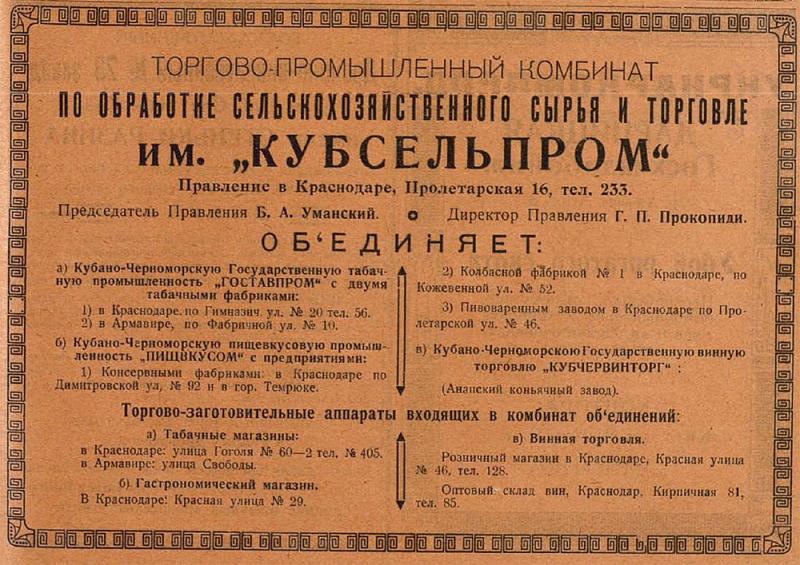 ТОРГОВО-ПРОМЫШЛЕННЫЙ КОМБИНАТ
ПО ОБРАБОТКЕ СЕЛЬСКОХОЗЯЙСТВЕННОГО СЫРЬЯ И ТОРГОВЛЕ
им. „КУБСЕЛЬПРОМ“
Правление в Краснодаре, Пролетарская 16, тел. 233.
Председатель Правления Б. А. Уманский.
Директор Правления Г. П. Прокопиди.
ОБ‘ЕДИНЯЕТ:
а) Кубано-Черноморскую Государственную табач-
ную промышленность „ГОСТАВПРОМ“ с двумя
табачными фабриками:
1) в Краснодаре. по Гимназич. ул. № 20 тел. 56.
2) в Армавире, по Фабричной ул. № 10.
б) Кубано-Черноморскую пищевкусовую промыш-
ленность „ПИЩВКУСОМ“ с предприятиями:
1) Консервными фабриками: в Краснодаре по
Димитровской ул, № 92 и в гор. Темрюке.
2) Колбасной фабрикой № 1 в Краснодаре, по
Кожевенной ул. № 52.
3) Пивоваренным заводом в Краснодаре по Про-
летарской ул. № 46.
в) Кубано-Черноморскою Государственную винную
торговлю „КУБЧЕРВИНТОРГ“ :
(Анапский коньячный завод).
Торгово-заготовительные аппараты входящих в комбинат об‘единений:
а) Табачные магазины:
в Краснодаре: улица Гоголя № 60—2 тел, № 405.
в Армавире: улица Свободы.
б) Гастрономический магазин.
В Краснодаре: Красная улица № 29.
в) Винная торговля.
Розничный магазин в Краснодаре, Красная улица
№ 46, тел. 128.
Оптовый склад вин, Краснодар, Кирпичная 81,
тел. 85.